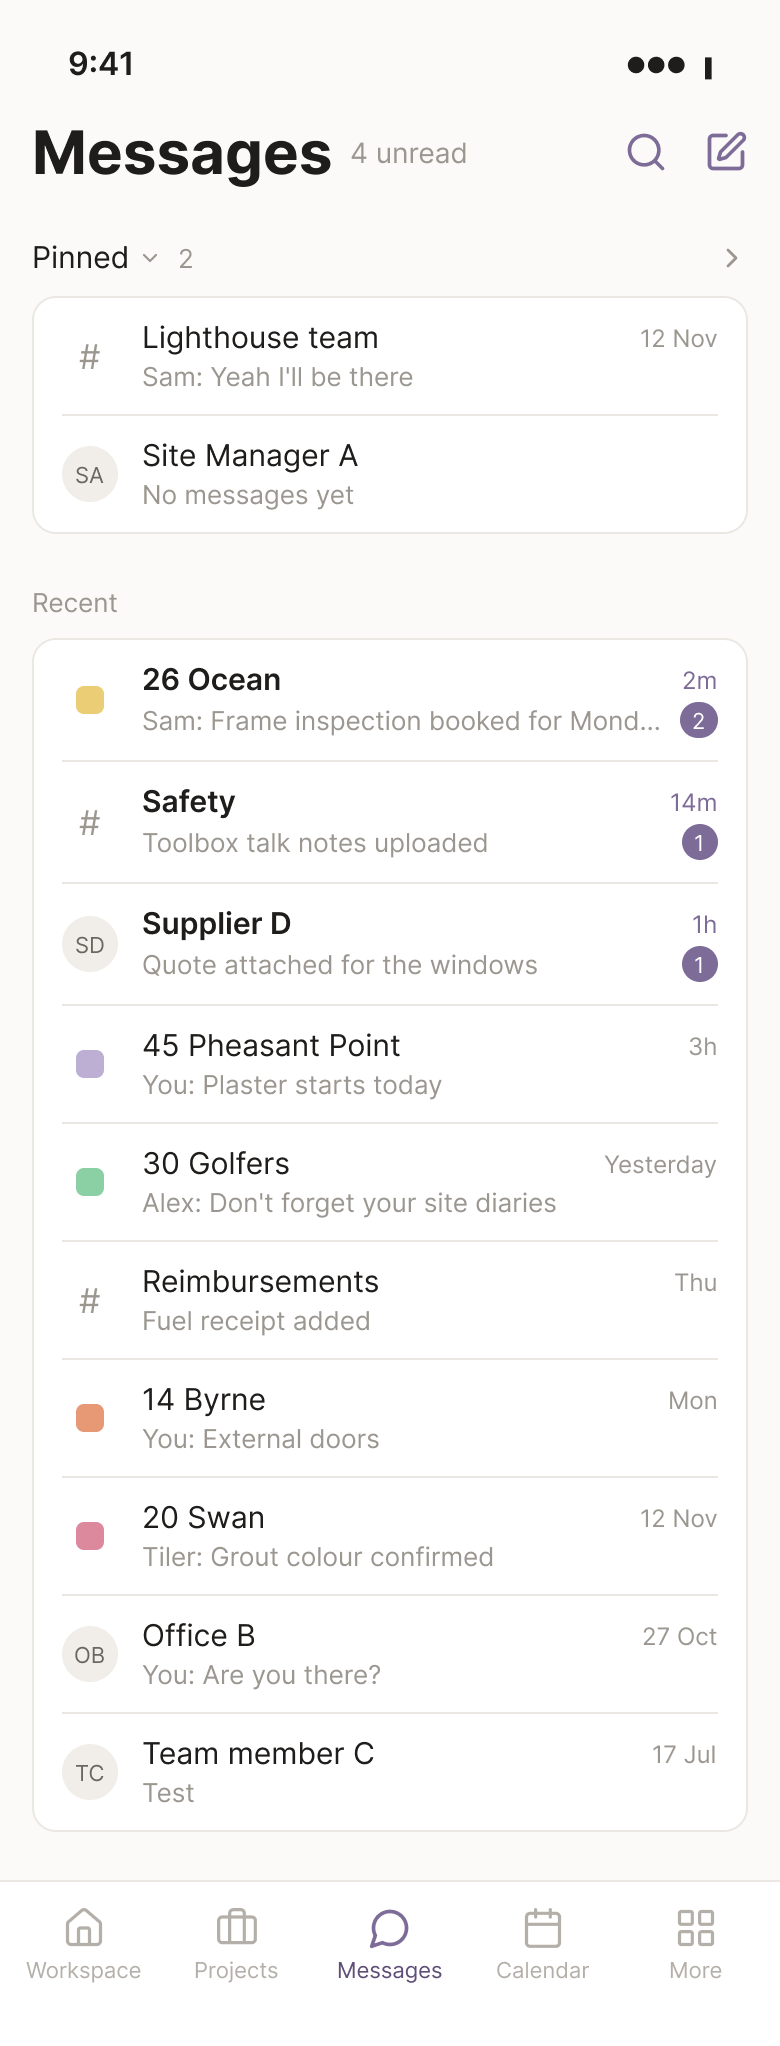 9:41
Messages 4 unread
Pinned 2
# Lighthouse team 12 Nov
Sam: Yeah I'll be there
SA Site Manager A
No messages yet
Recent
26 Ocean 2m
Sam: Frame inspection booked for Mond... 2
# Safety 14m
Toolbox talk notes uploaded 1
SD Supplier D 1h
Quote attached for the windows 1
45 Pheasant Point 3h
You: Plaster starts today
30 Golfers Yesterday
Alex: Don't forget your site diaries
# Reimbursements Thu
Fuel receipt added
14 Byrne Mon
You: External doors
20 Swan 12 Nov
Tiler: Grout colour confirmed
OB Office B 27 Oct
You: Are you there?
TC Team member C 17 Jul
Test
Workspace Projects Messages Calendar More